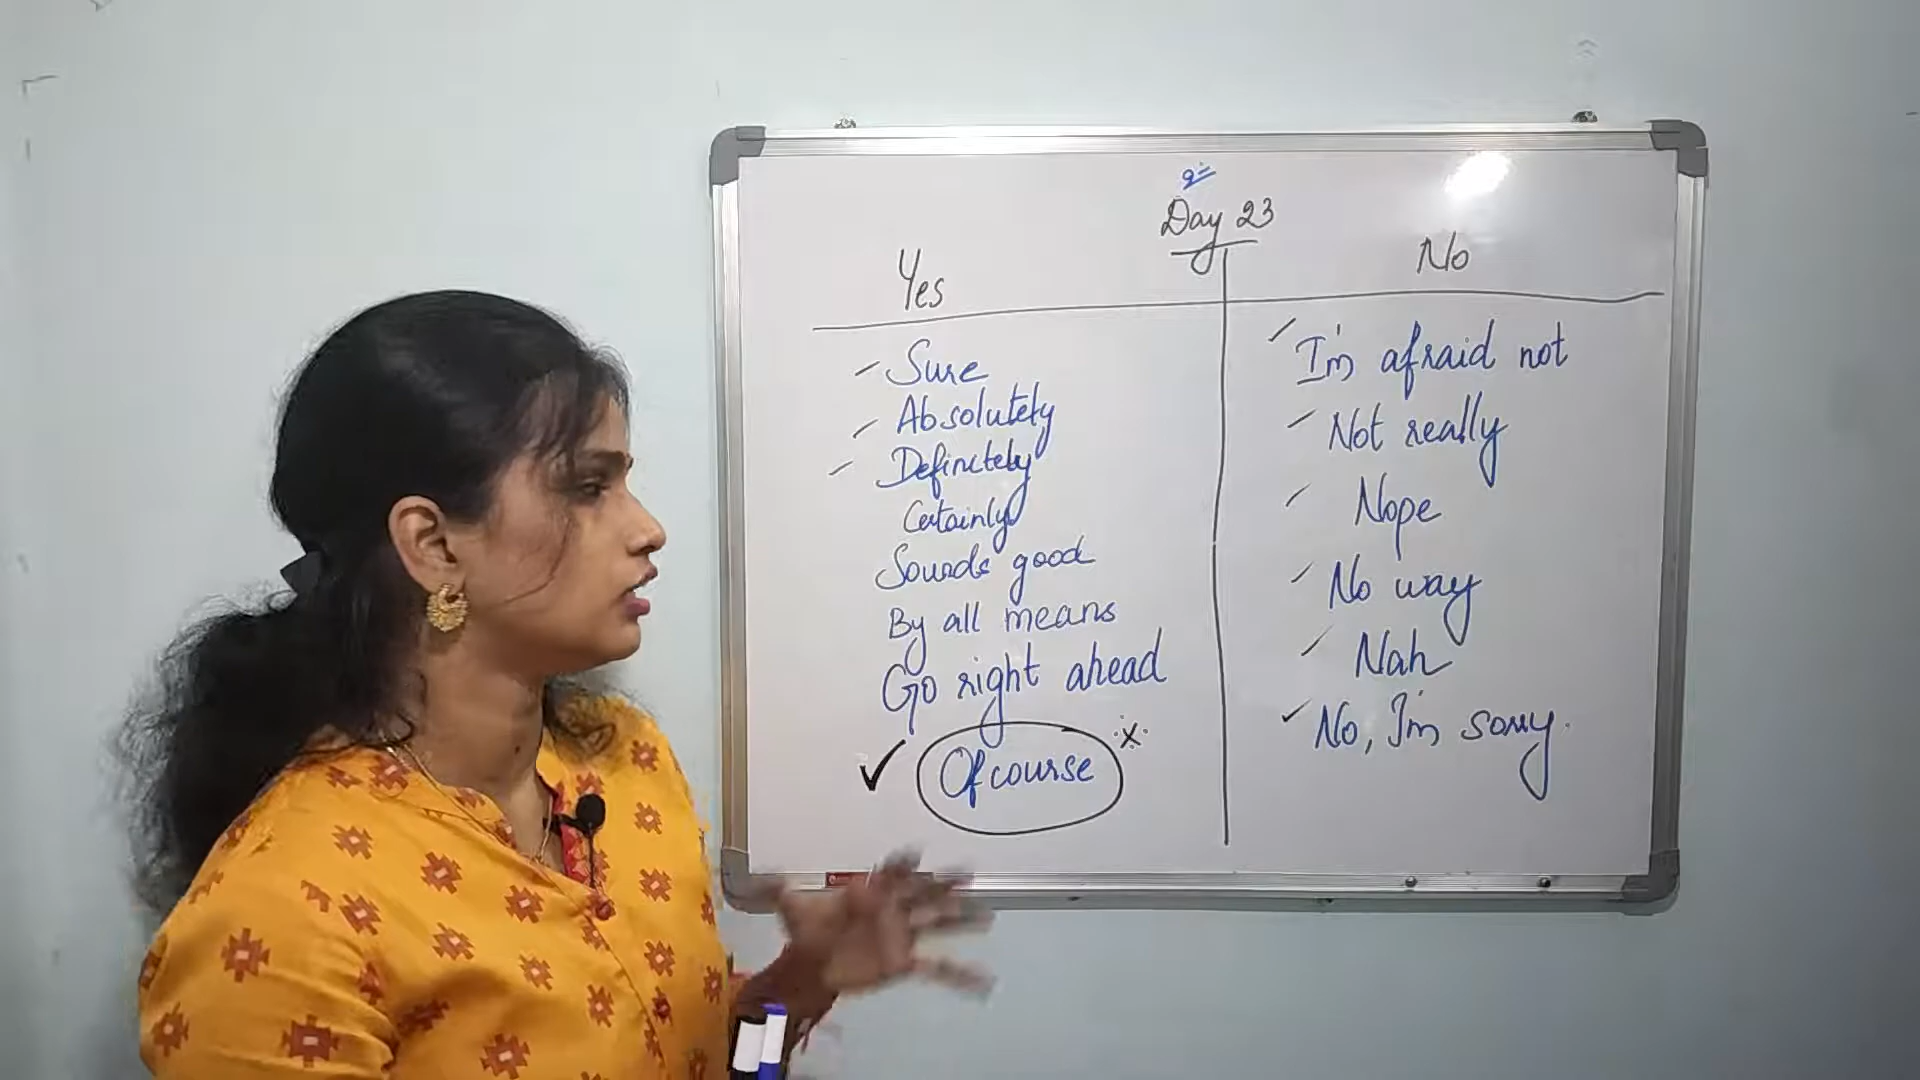 Day 23
Yes
No
Sure
Absolutely
Definetely
Certainly
Sounds good
By all means
Go right ahead
Of course
I'm afraid not
Not really
Nope
No way
Nah
No, I'm sorry.